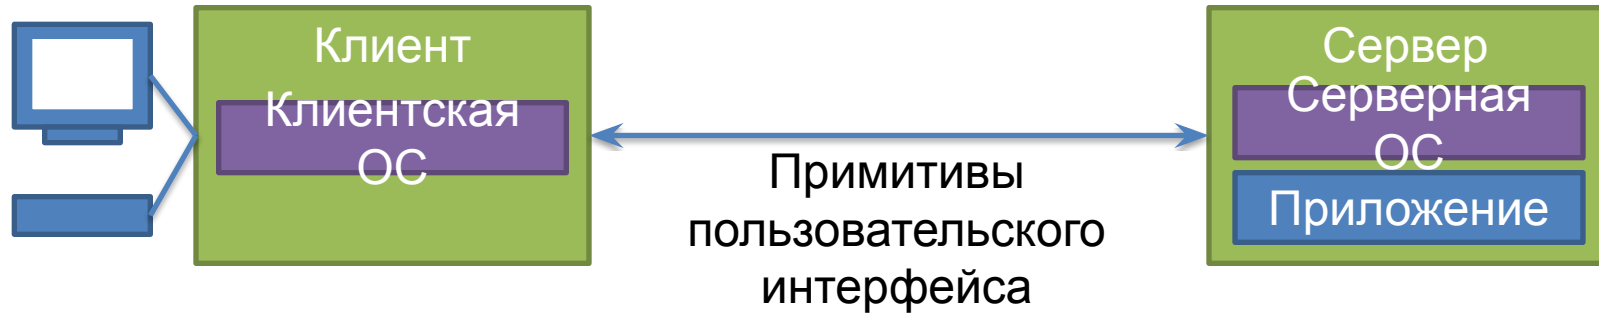 Клиент
Клиентская
ОС
Примитивы
пользовательского
интерфейса
Сервер
Серверная
ОС
Приложение